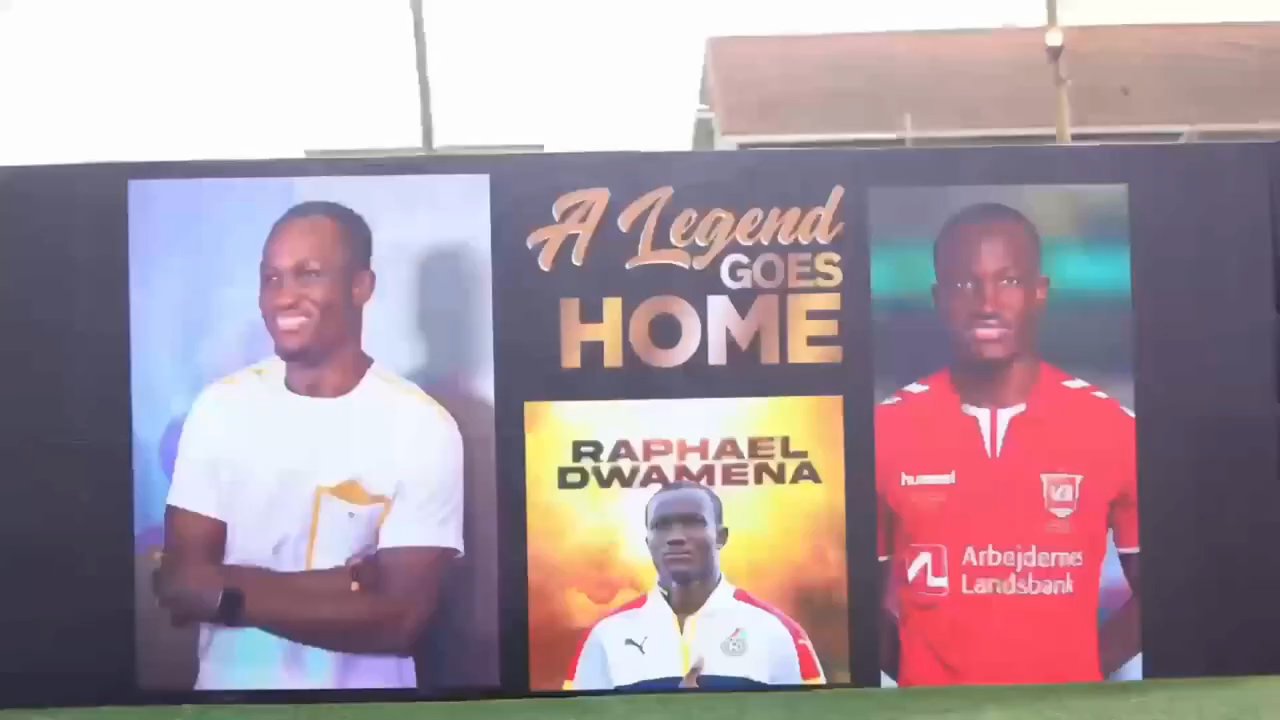 A Legend
GOES
HOME
RAPHAEL
DWAMENA
hummel
Arbejdernes
Landsbank